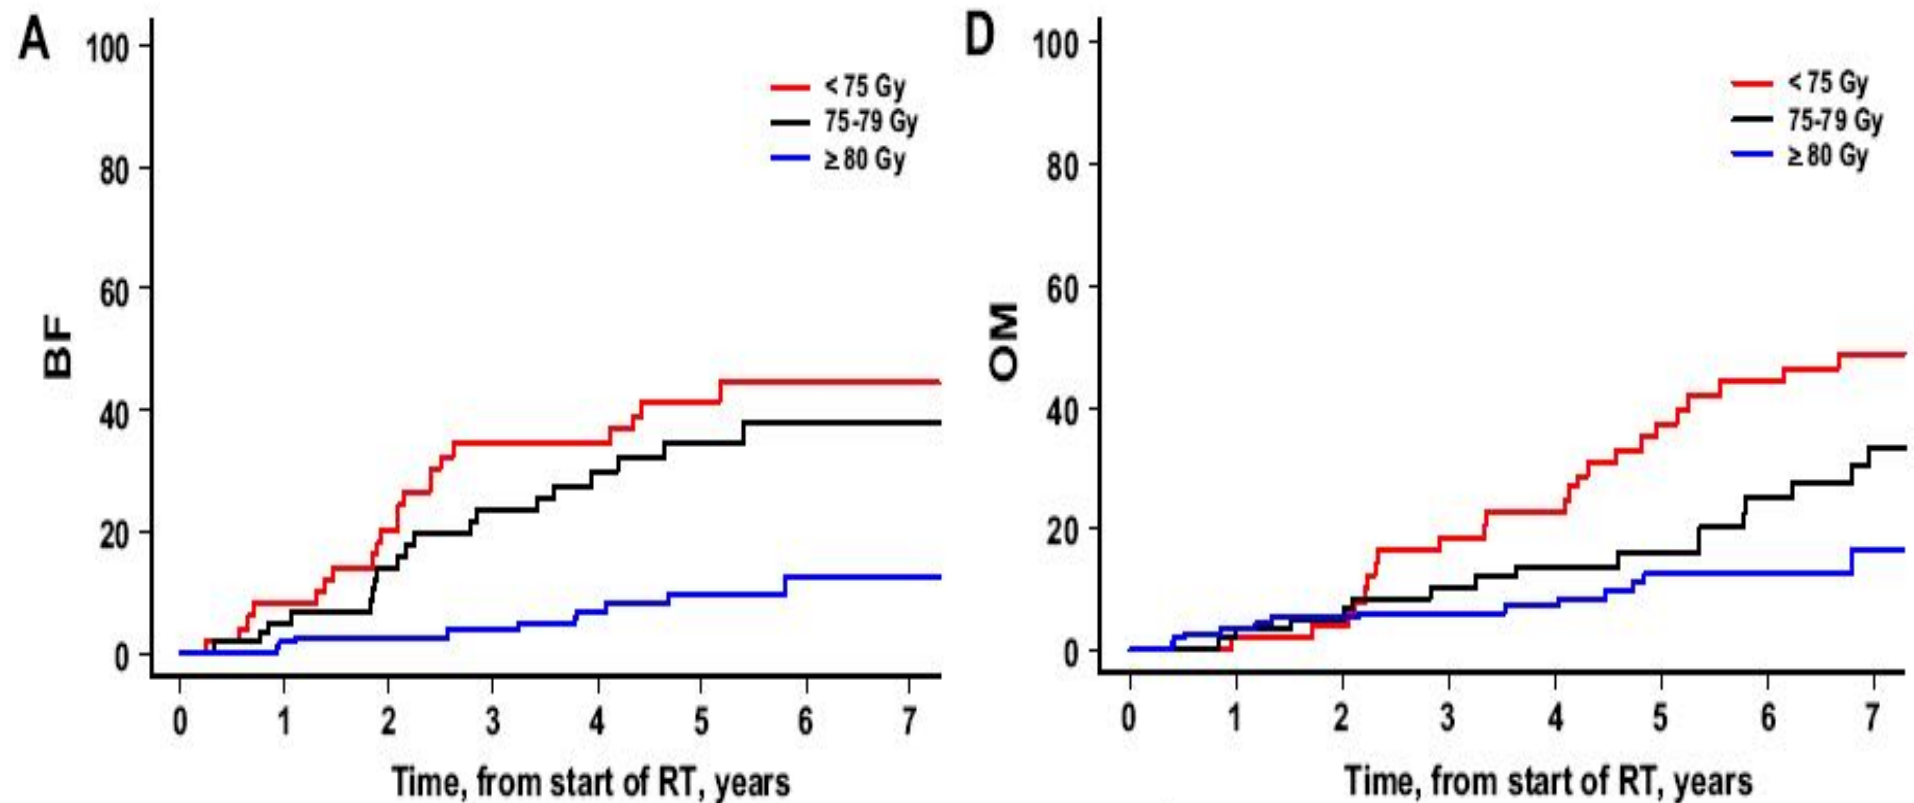 A
100
80
60
40
20
0
BF
< 75 Gy
75-79 Gy
≥ 80 Gy
0 1 2 3 4 5 6 7
Time, from start of RT, years
D
100
80
60
40
20
0
OM
< 75 Gy
75-79 Gy
≥ 80 Gy
0 1 2 3 4 5 6 7
Time, from start of RT, years